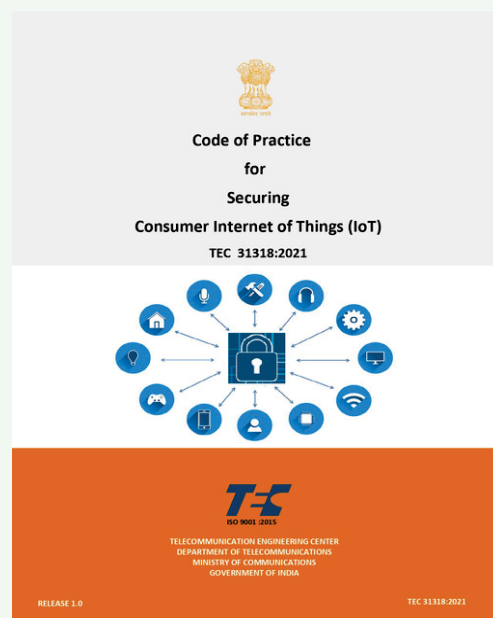 Code of Practice
for
Securing
Consumer Internet of Things (IoT)
TEC 31318:2021
TEC
ISO 9001 :2015
TELECOMMUNICATION ENGINEERING CENTER
DEPARTMENT OF TELECOMMUNICATIONS
MINISTRY OF COMMUNICATIONS
GOVERNMENT OF INDIA
RELEASE 1.0
TEC 31318:2021